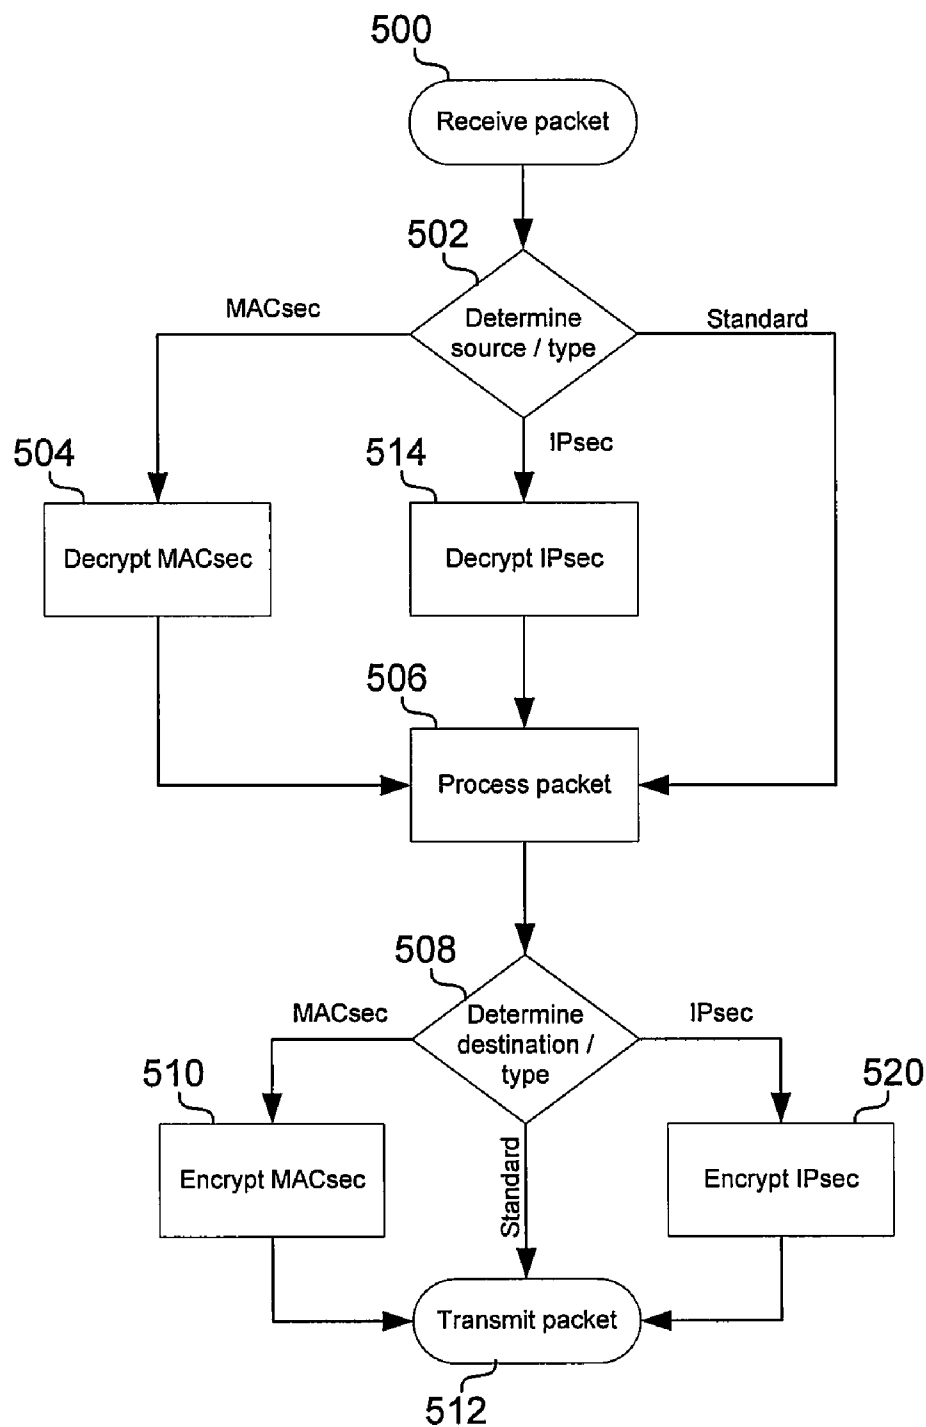 500
Receive packet
502
MACsec
Determine
source / type
Standard
IPsec
504
514
Decrypt MACsec
Decrypt IPsec
506
Process packet
508
MACsec
Determine
destination /
type
IPsec
510
520
Encrypt MACsec
Standard
Encrypt IPsec
Transmit packet
512